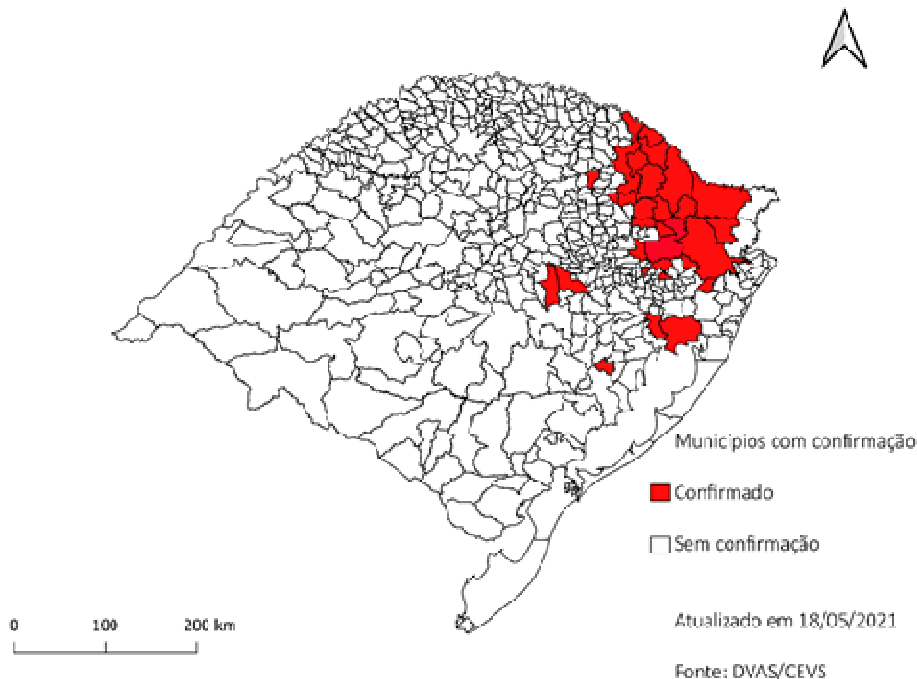 Municípios com confirmação
Confirmado
Sem confirmação
0 100 200 km
Atualizado em 18/05/2021
Fonte: DVAS/CEVS